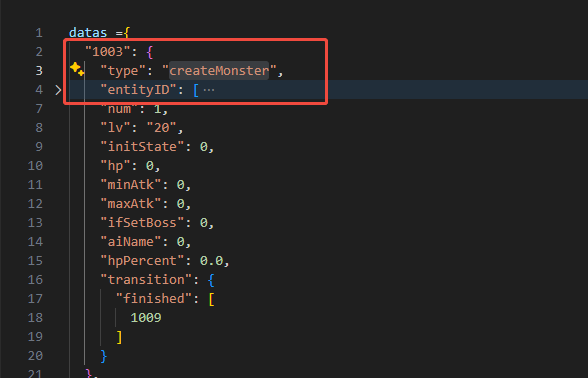 1 datas ={
2 "1003": {
3 "type": "createMonster",
4 "entityID": [ ···
7 "num": 1,
8 "lv": "20",
9 "initState": 0,
10 "hp": 0,
11 "minAtk": 0,
12 "maxAtk": 0,
13 "ifSetBoss": 0,
14 "aiName": 0,
15 "hpPercent": 0.0,
16 "transition": {
17 "finished": [
18 1009
19 ]
20 }
21 },